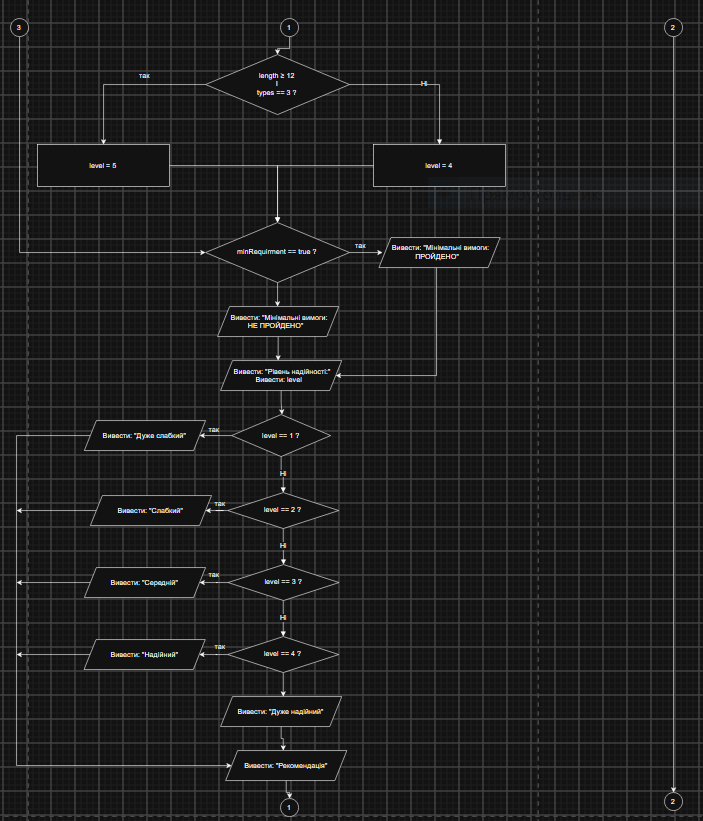 3
1
2
length ≥ 12
І
types == 3 ?
так
НІ
level = 5
level = 4
minRequirment == true ?
так
Вивести: "Мінімальні вимоги:
ПРОЙДЕНО"
Вивести: "Мінімальні вимоги:
НЕ ПРОЙДЕНО"
Вивести: "Рівень надійності:"
Вивести: level
level == 1 ?
так
Вивести: "Дуже слабкий"
НІ
level == 2 ?
так
Вивести: "Слабкий"
НІ
level == 3 ?
так
Вивести: "Середній"
НІ
level == 4 ?
так
Вивести: "Надійний"
Вивести: "Дуже надійний"
Вивести: "Рекомендація"
1
2